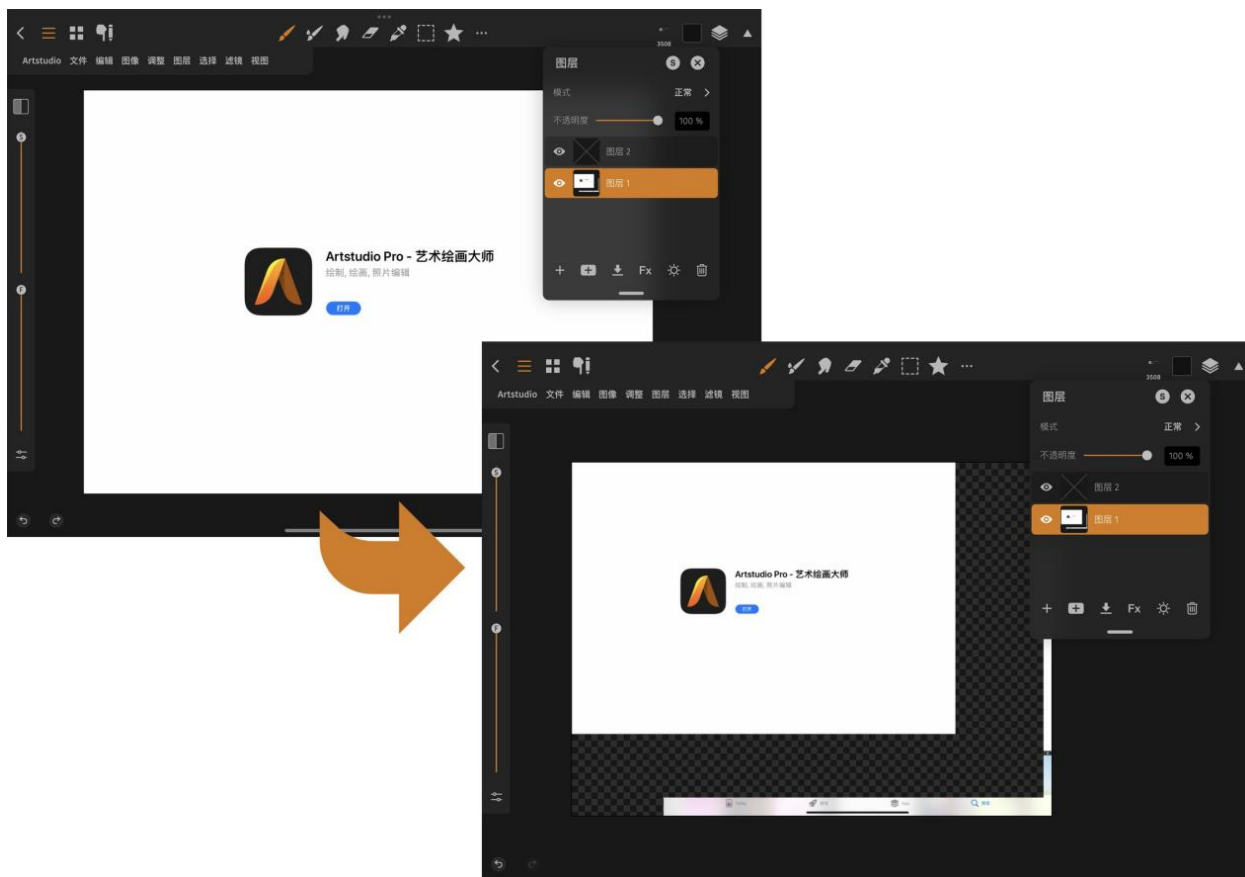 3508
Artstudio 文件 编辑 图像 调整 图层 选择 滤镜 视图
图层 S
模式 正常
不透明度 100 %
S
图层 2
图层 1
Artstudio Pro - 艺术绘画大师
绘制, 绘画, 照片编辑
Fx
F
打开
3508
Artstudio 文件 编辑 图像 调整 图层 选择 滤镜 视图
图层 S
模式 正常
不透明度 100 %
S
图层 2
图层 1
Artstudio Pro - 艺术绘画大师
绘制, 绘画, 照片编辑
打开
Fx
F
Today
搜索